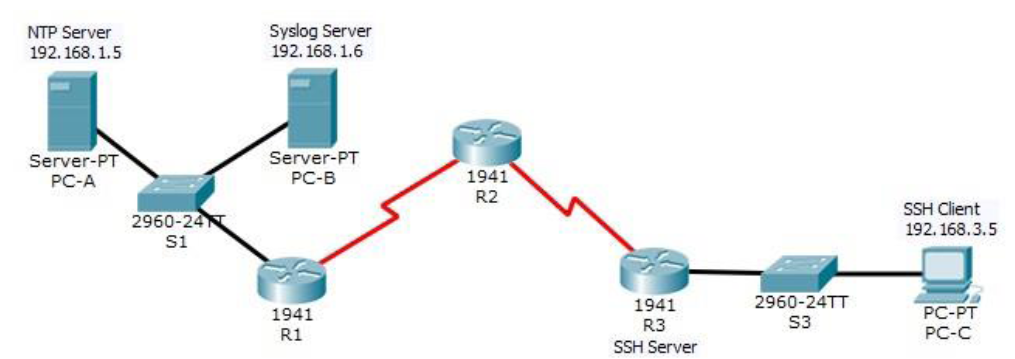 NTP Server
192.168.1.5
Syslog Server
192.168.1.6
Server-PT
PC-A
Server-PT
PC-B
2960-24TT
S1
1941
R2
1941
R1
SSH Client
192.168.3.5
1941
R3
SSH Server
2960-24TT
S3
PC-PT
PC-C